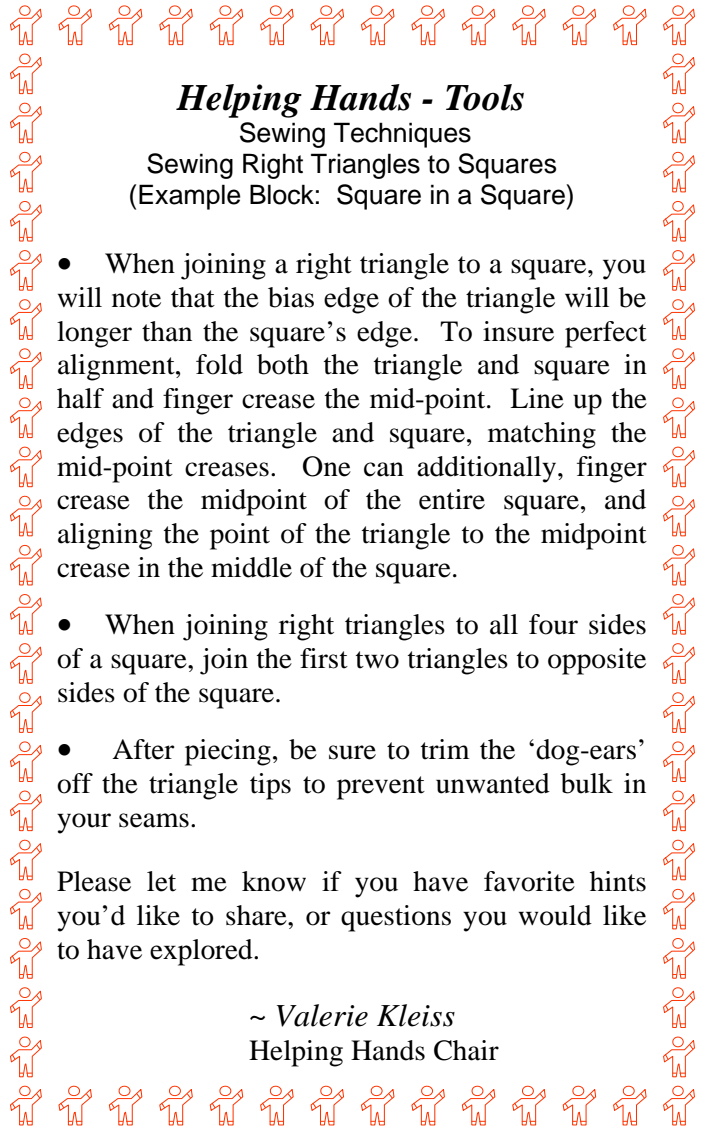 Helping Hands - Tools
Sewing Techniques
Sewing Right Triangles to Squares
(Example Block:  Square in a Square)
•    When joining a right triangle to a square, you
will note that the bias edge of the triangle will be
longer than the square’s edge.  To insure perfect
alignment, fold both the triangle and square in
half and finger crease the mid-point.  Line up the
edges of the triangle and square, matching the
mid-point creases.  One can additionally, finger
crease the midpoint of the entire square, and
aligning the point of the triangle to the midpoint
crease in the middle of the square.
•    When joining right triangles to all four sides
of a square, join the first two triangles to opposite
sides of the square.
•    After piecing, be sure to trim the ‘dog-ears’
off the triangle tips to prevent unwanted bulk in
your seams.
Please let me know if you have favorite hints
you’d like to share, or questions you would like
to have explored.
~ Valerie Kleiss
Helping Hands Chair